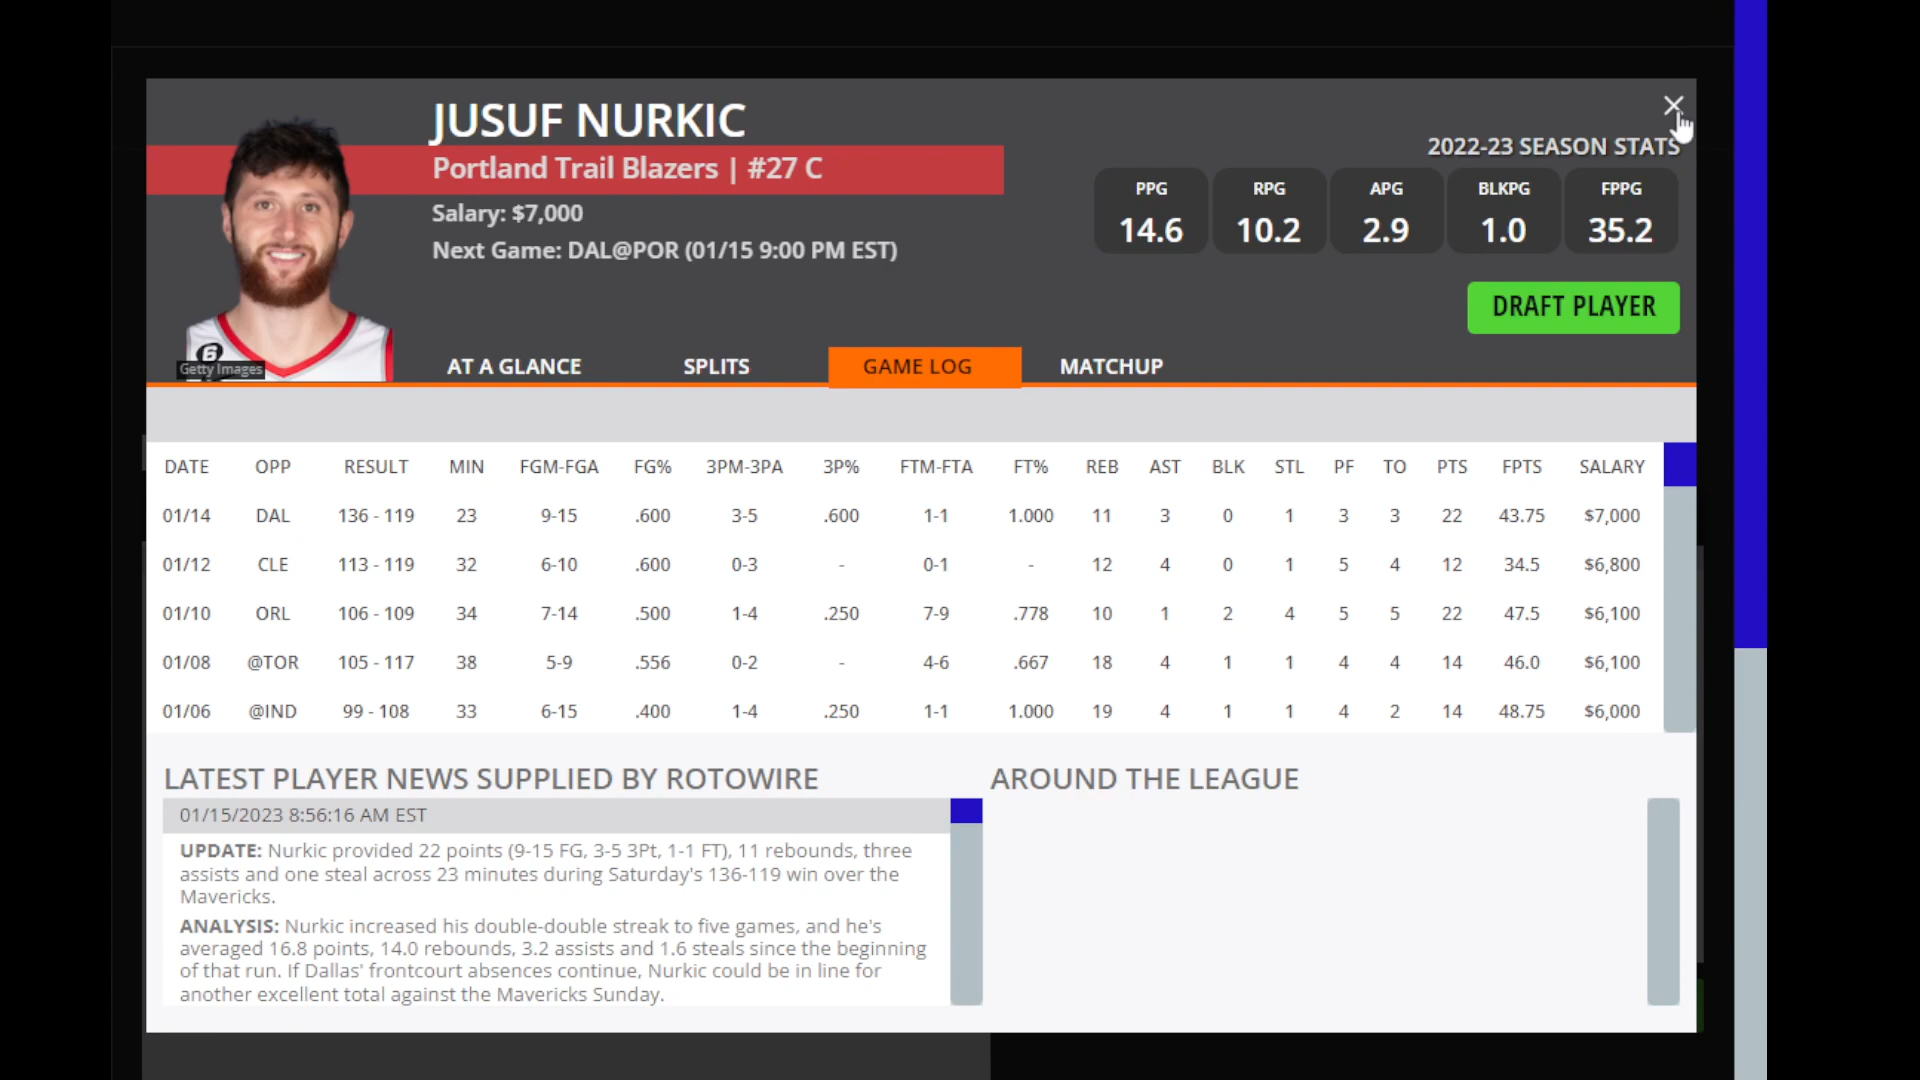 JUSUF NURKIC
Portland Trail Blazers | #27 C
Salary: $7,000
Next Game: DAL@POR (01/15 9:00 PM EST)
2022-23 SEASON STATS
PPG RPG APG BLKPG FPPG
14.6 10.2 2.9 1.0 35.2
DRAFT PLAYER
6
Getty Images
AT A GLANCE SPLITS GAME LOG MATCHUP
DATE OPP RESULT MIN FGM-FGA FG% 3PM-3PA 3P% FTM-FTA FT% REB AST BLK STL PF TO PTS FPTS SALARY
01/14 DAL 136 - 119 23 9-15 .600 3-5 .600 1-1 1.000 11 3 0 1 3 3 22 43.75 $7,000
01/12 CLE 113 - 119 32 6-10 .600 0-3 - 0-1 - 12 4 0 1 5 4 12 34.5 $6,800
01/10 ORL 106 - 109 34 7-14 .500 1-4 .250 7-9 .778 10 1 2 4 5 5 22 47.5 $6,100
01/08 @TOR 105 - 117 38 5-9 .556 0-2 - 4-6 .667 18 4 1 1 4 4 14 46.0 $6,100
01/06 @IND 99 - 108 33 6-15 .400 1-4 .250 1-1 1.000 19 4 1 1 4 2 14 48.75 $6,000
LATEST PLAYER NEWS SUPPLIED BY ROTOWIRE
AROUND THE LEAGUE
01/15/2023 8:56:16 AM EST
UPDATE: Nurkic provided 22 points (9-15 FG, 3-5 3Pt, 1-1 FT), 11 rebounds, three
assists and one steal across 23 minutes during Saturday's 136-119 win over the
Mavericks.
ANALYSIS: Nurkic increased his double-double streak to five games, and he's
averaged 16.8 points, 14.0 rebounds, 3.2 assists and 1.6 steals since the beginning
of that run. If Dallas' frontcourt absences continue, Nurkic could be in line for
another excellent total against the Mavericks Sunday.